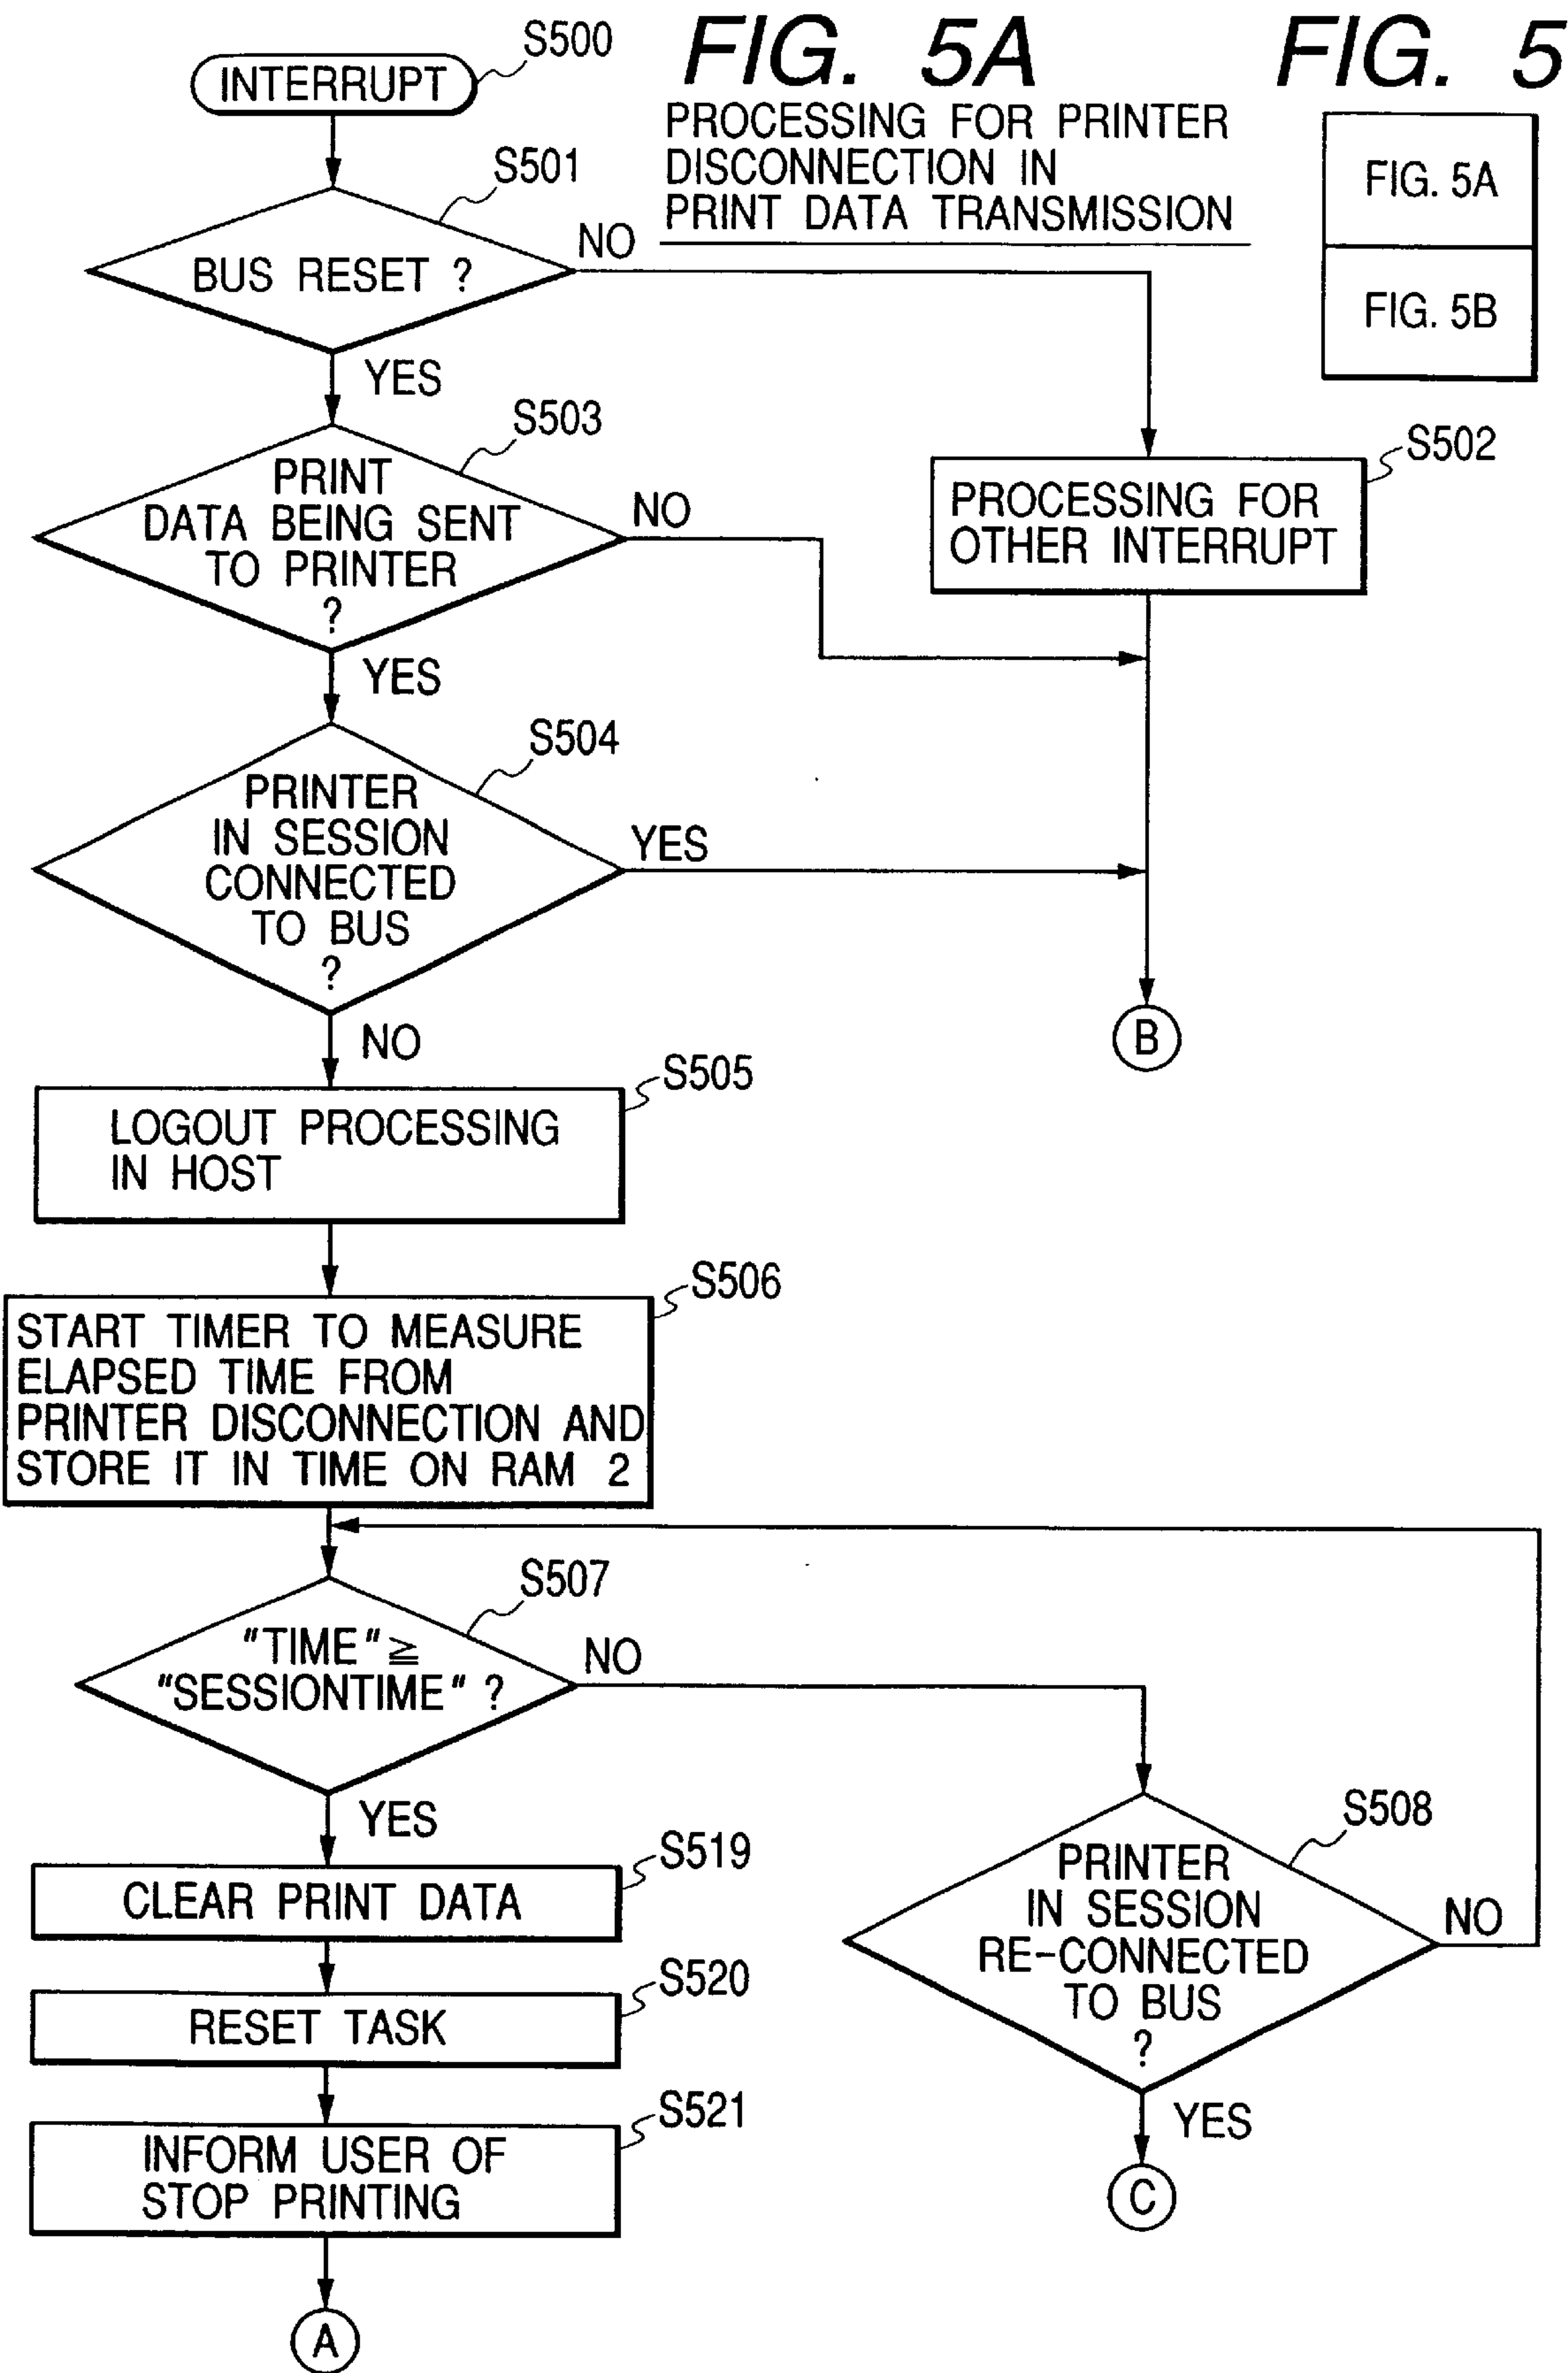 FIG. 5A
FIG. 5
PROCESSING FOR PRINTER
DISCONNECTION IN
PRINT DATA TRANSMISSION
FIG. 5A
FIG. 5B
S500
INTERRUPT
S501
BUS RESET ?
NO
YES
S502
PROCESSING FOR
OTHER INTERRUPT
S503
PRINT
DATA BEING SENT
TO PRINTER
?
NO
YES
S504
PRINTER
IN SESSION
CONNECTED
TO BUS
?
YES
NO
B
S505
LOGOUT PROCESSING
IN HOST
S506
START TIMER TO MEASURE
ELAPSED TIME FROM
PRINTER DISCONNECTION AND
STORE IT IN TIME ON RAM 2
S507
"TIME" ≧
"SESSIONTIME" ?
NO
YES
S508
PRINTER
IN SESSION
RE-CONNECTED
TO BUS
?
NO
YES
C
S519
CLEAR PRINT DATA
S520
RESET TASK
S521
INFORM USER OF
STOP PRINTING
A